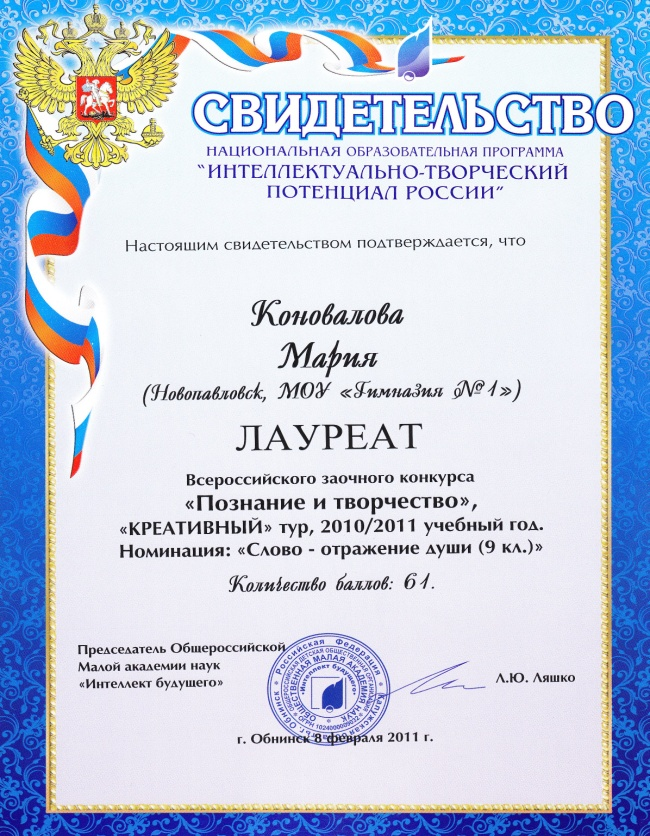 СВИДЕТЕЛЬСТВО
НАЦИОНАЛЬНАЯ ОБРАЗОВАТЕЛЬНАЯ ПРОГРАММА
"ИНТЕЛЛЕКТУАЛЬНО-ТВОРЧЕСКИЙ
ПОТЕНЦИАЛ РОССИИ"
Настоящим свидетельством подтверждается, что
Коновалова
Мария
(Новопавловск, МОУ «Гимназия №1»)
ЛАУРЕАТ
Всероссийского заочного конкурса
«Познание и творчество»,
«КРЕАТИВНЫЙ» тур, 2010/2011 учебный год.
Номинация: «Слово - отражение души (9 кл.)»
Количество баллов: 61.
Председатель Общероссийской
Малой академии наук
«Интеллект будущего»
Л.Ю. Ляшко
Российская Федерация
ОБЩЕСТВЕННАЯ МАЛАЯ АКАДЕМИЯ НАУК
«Интеллект будущего»
г. Обнинск 8 февраля 2011 г.